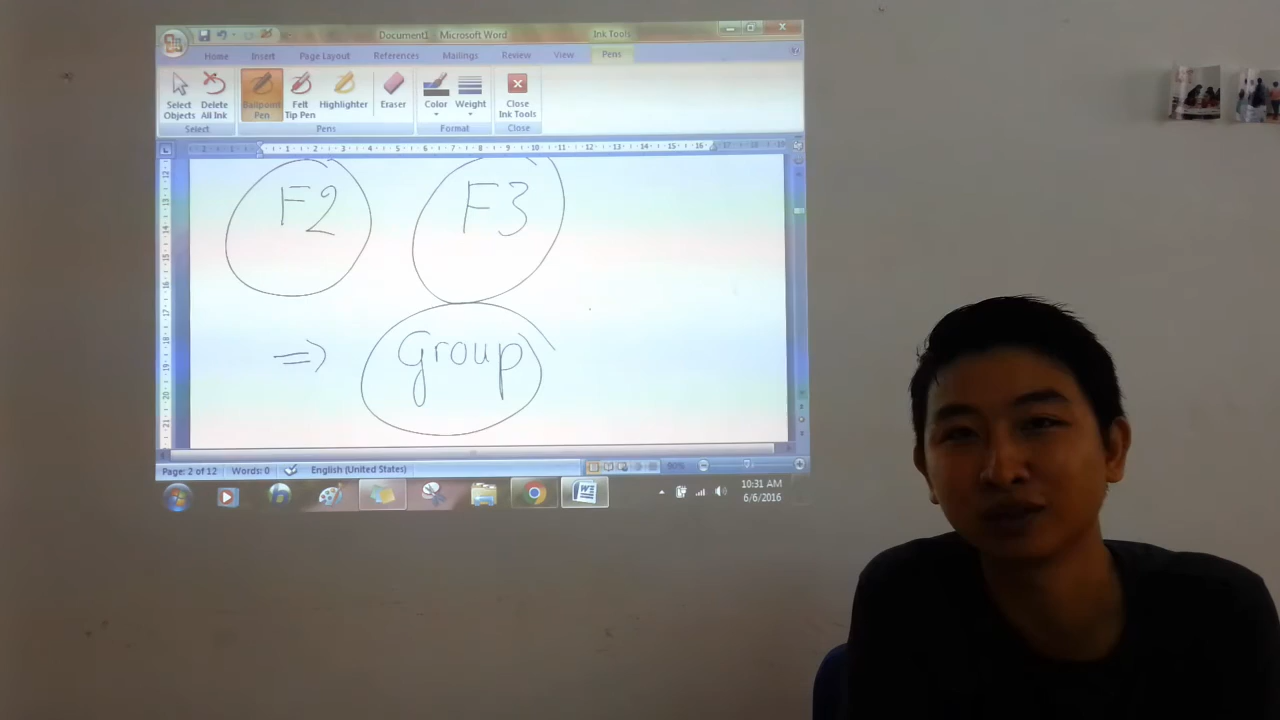 Document1 Microsoft Word Ink Tools
Home Insert Page Layout References Mailings Review View Pens
Select Objects
Delete All Ink
Ballpoint Pen
Felt Tip Pen
Highlighter
Eraser
Color
Weight
Close Ink Tools
Select Pens Format Close
F2 F3
=> Group
Page: 2 of 12 Words: 0 English (United States) 90%
10:31 AM
6/6/2016